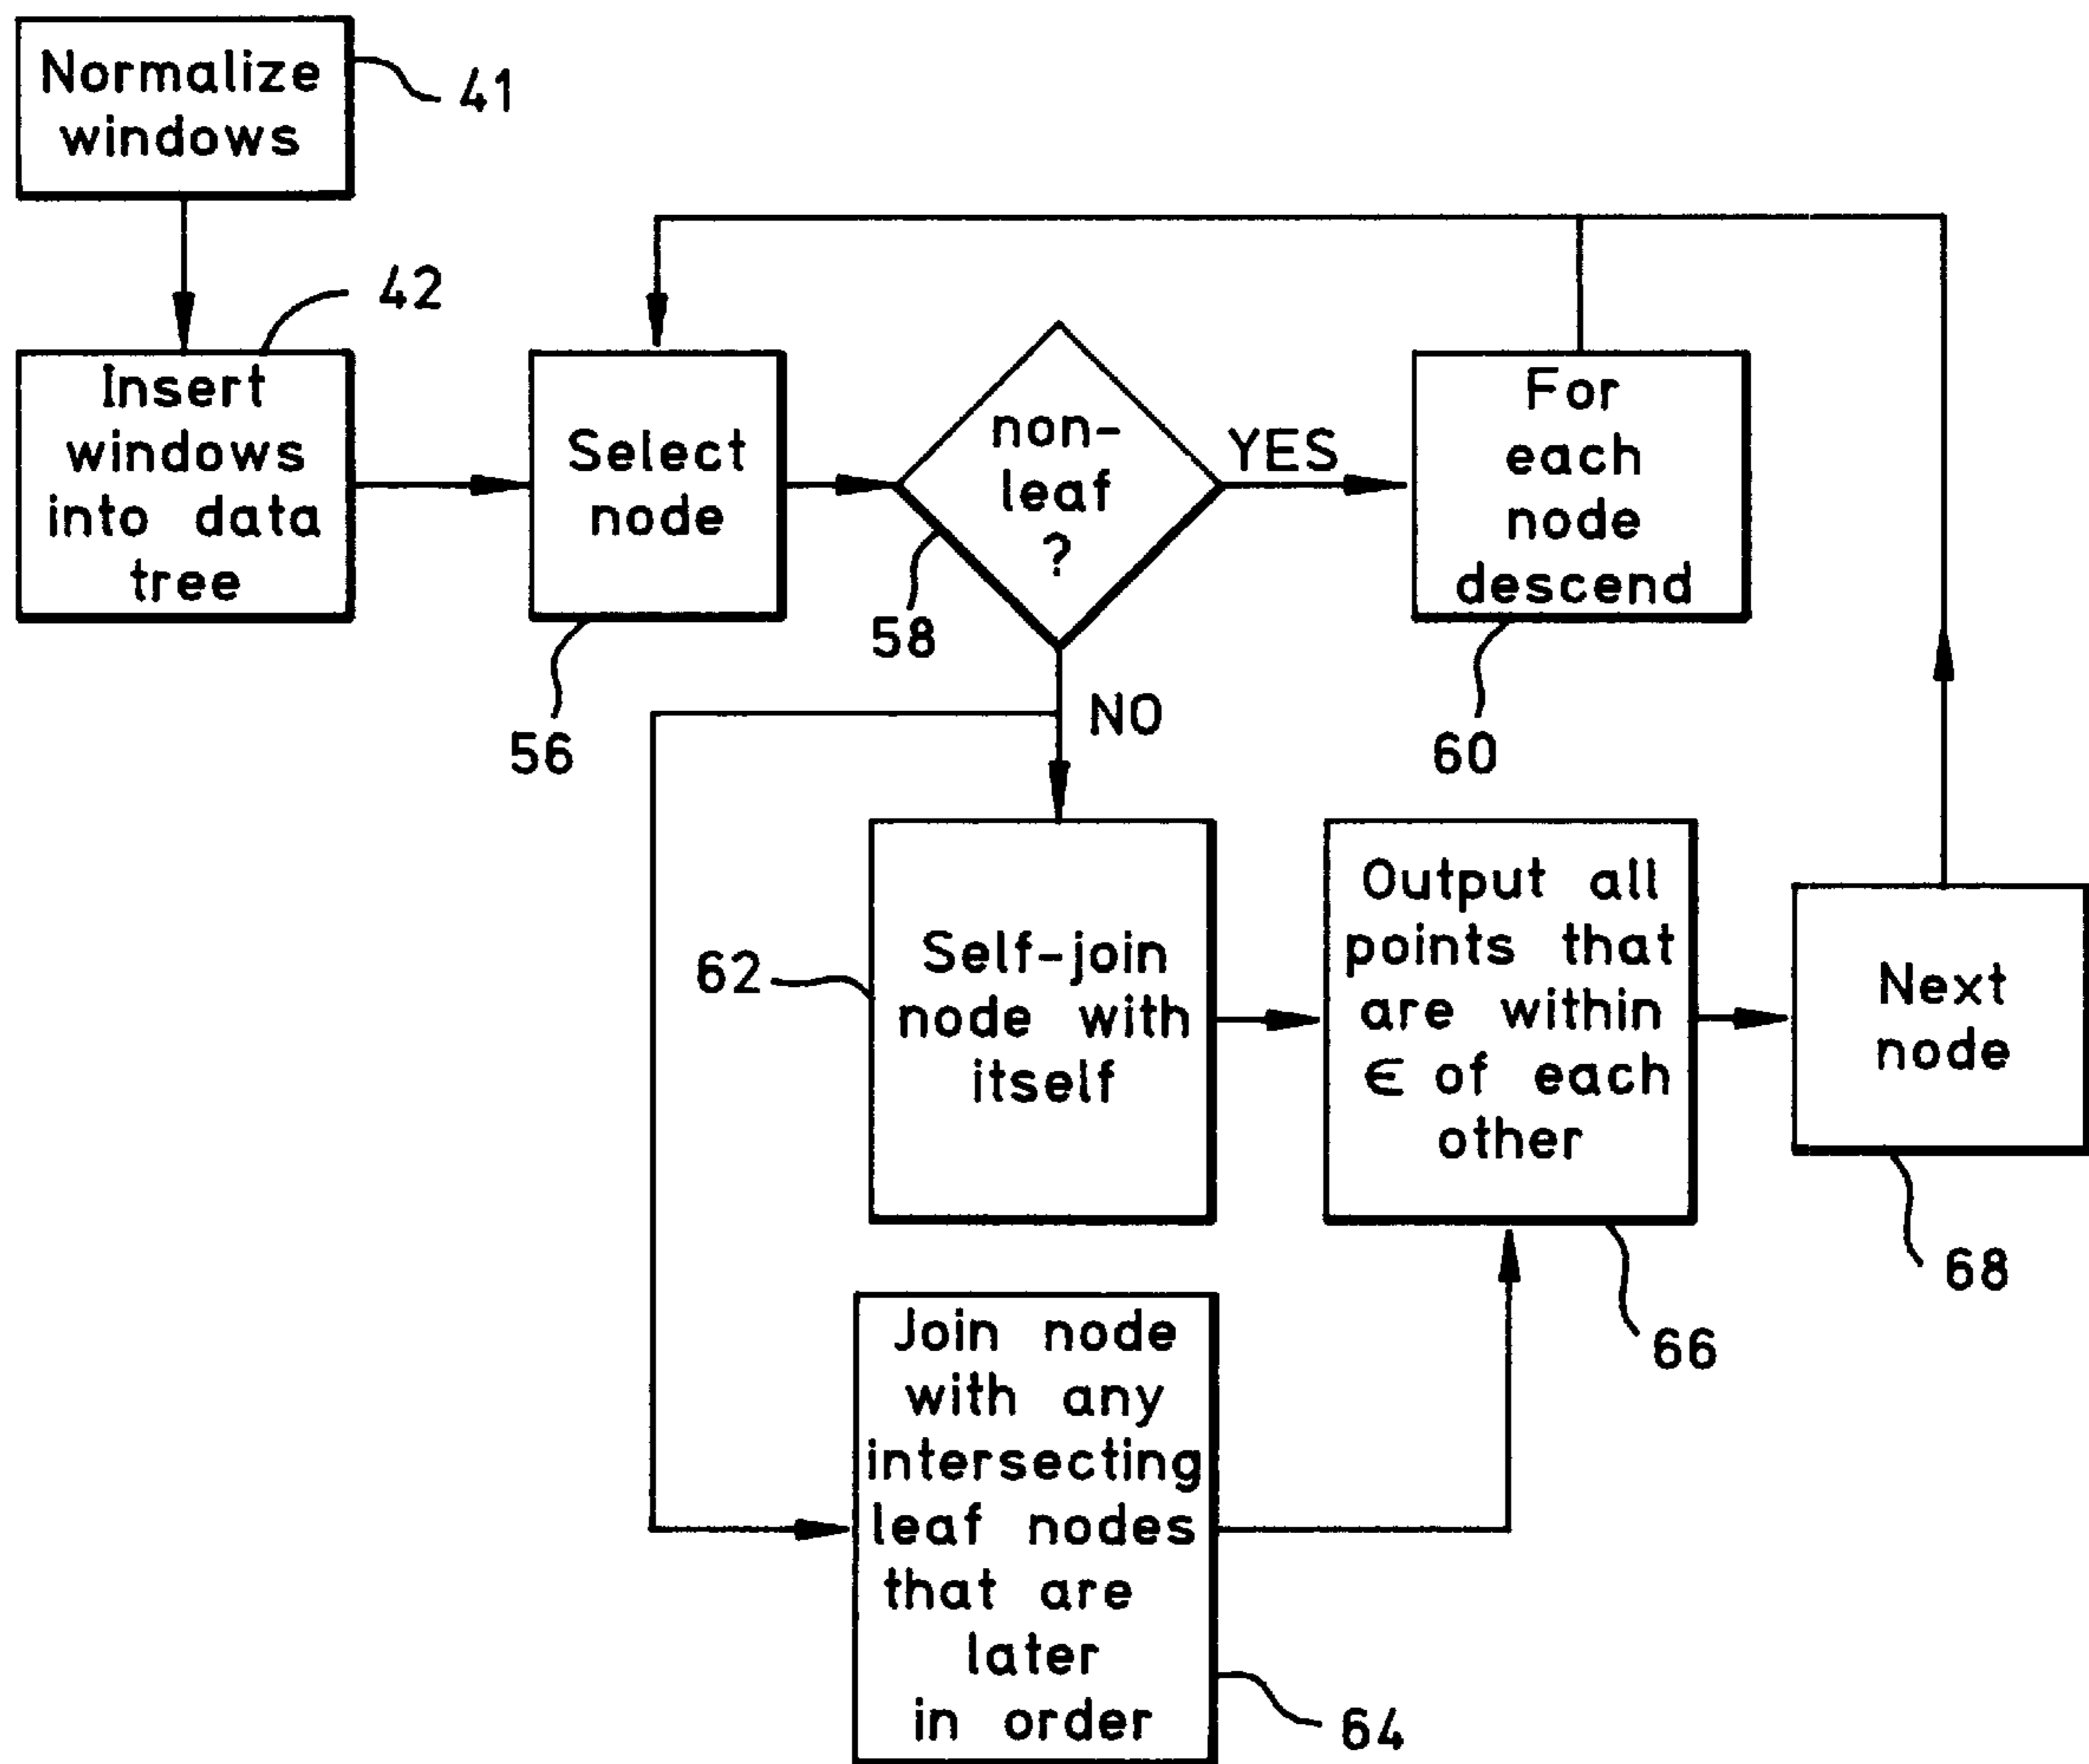 Normalize
windows
41
42
Insert
windows
into data
tree
Select
node
56
non-
leaf
?
58
YES
For
each
node
descend
60
NO
Self-join
node with
itself
62
Output all
points that
are within
∈ of each
other
66
Next
node
68
Join node
with any
intersecting
leaf nodes
that are
later
in order
64